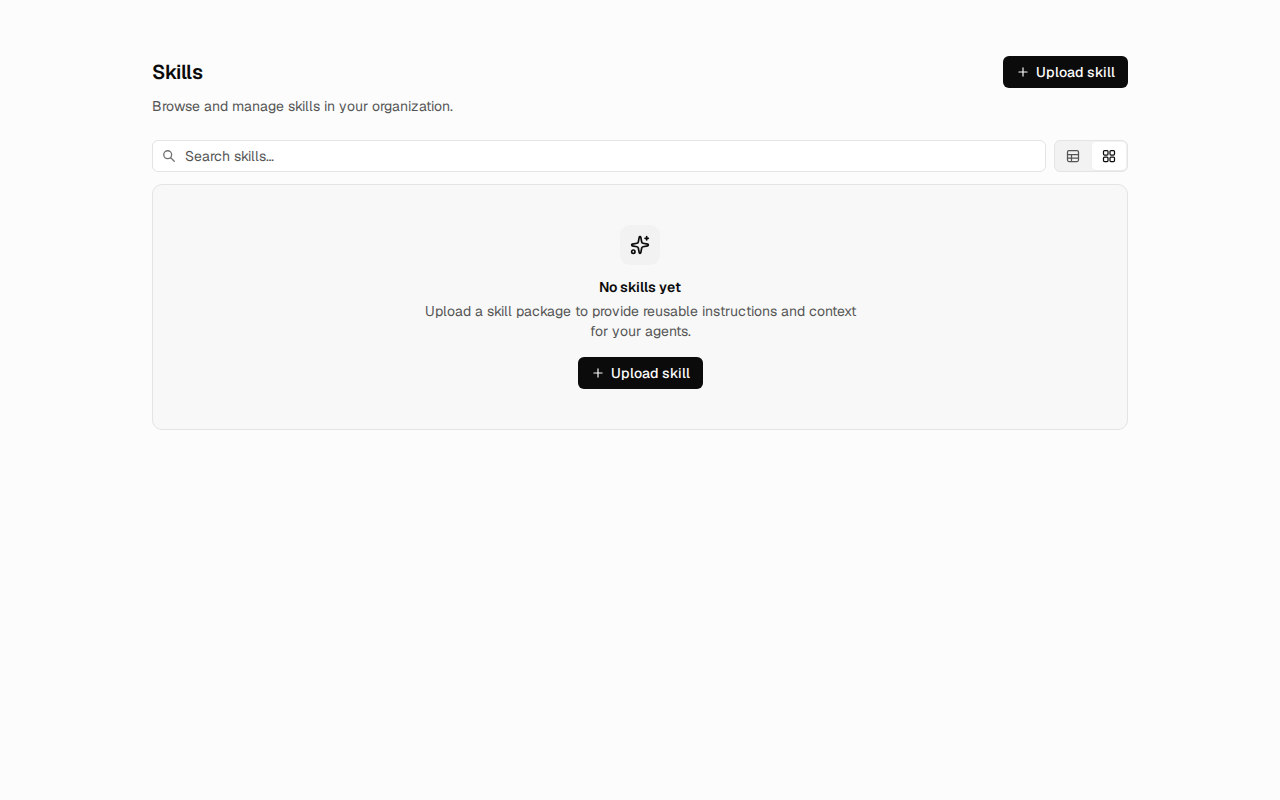 Skills
Upload skill
Browse and manage skills in your organization.
Search skills...
No skills yet
Upload a skill package to provide reusable instructions and context
for your agents.
Upload skill